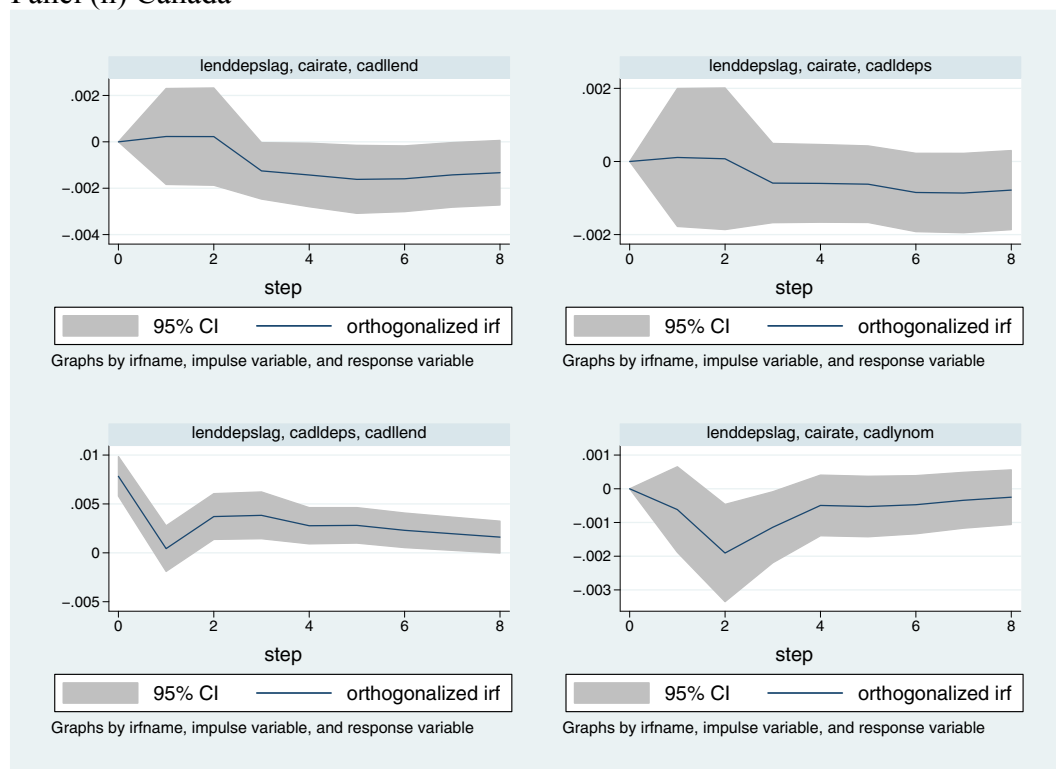 Panel (ii) Canada
lenddepslag, cairate, cadllend
.002
0
-.002
-.004
0 2 4 6 8
step
95% CI orthogonalized irf
Graphs by irfname, impulse variable, and response variable
lenddepslag, cairate, cadldeps
.002
0
-.002
0 2 4 6 8
step
95% CI orthogonalized irf
Graphs by irfname, impulse variable, and response variable
lenddepslag, cadldeps, cadllend
.01
.005
0
-.005
0 2 4 6 8
step
95% CI orthogonalized irf
Graphs by irfname, impulse variable, and response variable
lenddepslag, cairate, cadlynom
.001
0
-.001
-.002
-.003
0 2 4 6 8
step
95% CI orthogonalized irf
Graphs by irfname, impulse variable, and response variable